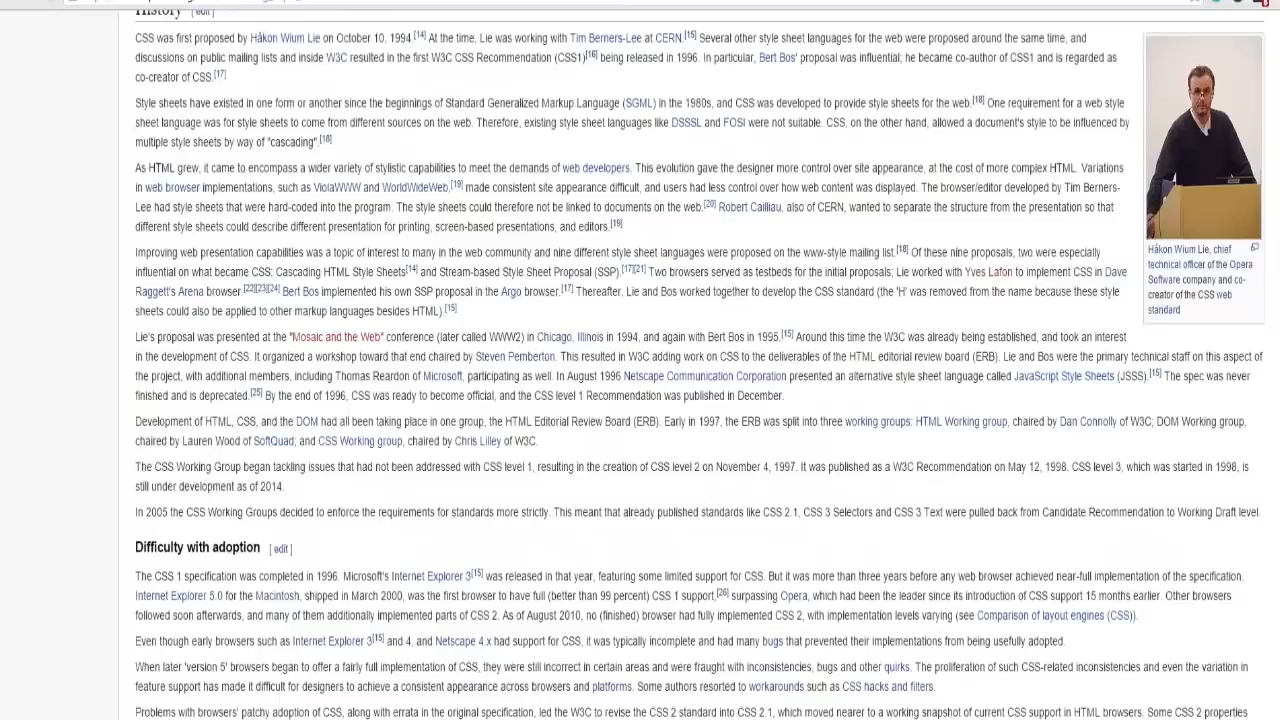 History [ edit ]
CSS was first proposed by Håkon Wium Lie on October 10, 1994.[14] At the time, Lie was working with Tim Berners-Lee at CERN.[15] Several other style sheet languages for the web were proposed around the same time, and
discussions on public mailing lists and inside W3C resulted in the first W3C CSS Recommendation (CSS1)[16] being released in 1996. In particular, Bert Bos' proposal was influential; he became co-author of CSS1 and is regarded as
co-creator of CSS.[17]
Style sheets have existed in one form or another since the beginnings of Standard Generalized Markup Language (SGML) in the 1980s, and CSS was developed to provide style sheets for the web.[18] One requirement for a web style
sheet language was for style sheets to come from different sources on the web. Therefore, existing style sheet languages like DSSSL and FOSI were not suitable. CSS, on the other hand, allowed a document's style to be influenced by
multiple style sheets by way of "cascading".[18]
As HTML grew, it came to encompass a wider variety of stylistic capabilities to meet the demands of web developers. This evolution gave the designer more control over site appearance, at the cost of more complex HTML. Variations
in web browser implementations, such as ViolaWWW and WorldWideWeb,[19] made consistent site appearance difficult, and users had less control over how web content was displayed. The browser/editor developed by Tim Berners-
Lee had style sheets that were hard-coded into the program. The style sheets could therefore not be linked to documents on the web.[20] Robert Cailliau, also of CERN, wanted to separate the structure from the presentation so that
different style sheets could describe different presentation for printing, screen-based presentations, and editors.[19]
Improving web presentation capabilities was a topic of interest to many in the web community and nine different style sheet languages were proposed on the www-style mailing list.[18] Of these nine proposals, two were especially
influential on what became CSS: Cascading HTML Style Sheets[14] and Stream-based Style Sheet Proposal (SSP).[17][21] Two browsers served as testbeds for the initial proposals; Lie worked with Yves Lafon to implement CSS in Dave
Raggett's Arena browser.[22][23][24] Bert Bos implemented his own SSP proposal in the Argo browser.[17] Thereafter, Lie and Bos worked together to develop the CSS standard (the 'H' was removed from the name because these style
sheets could also be applied to other markup languages besides HTML).[15]
Håkon Wium Lie, chief
technical officer of the Opera
Software company and co-
creator of the CSS web
standard
Lie's proposal was presented at the "Mosaic and the Web" conference (later called WWW2) in Chicago, Illinois in 1994, and again with Bert Bos in 1995.[15] Around this time the W3C was already being established, and took an interest
in the development of CSS. It organized a workshop toward that end chaired by Steven Pemberton. This resulted in W3C adding work on CSS to the deliverables of the HTML editorial review board (ERB). Lie and Bos were the primary technical staff on this aspect of
the project, with additional members, including Thomas Reardon of Microsoft, participating as well. In August 1996 Netscape Communication Corporation presented an alternative style sheet language called JavaScript Style Sheets (JSSS).[15] The spec was never
finished and is deprecated.[25] By the end of 1996, CSS was ready to become official, and the CSS level 1 Recommendation was published in December.
Development of HTML, CSS, and the DOM had all been taking place in one group, the HTML Editorial Review Board (ERB). Early in 1997, the ERB was split into three working groups: HTML Working group, chaired by Dan Connolly of W3C; DOM Working group,
chaired by Lauren Wood of SoftQuad; and CSS Working group, chaired by Chris Lilley of W3C.
The CSS Working Group began tackling issues that had not been addressed with CSS level 1, resulting in the creation of CSS level 2 on November 4, 1997. It was published as a W3C Recommendation on May 12, 1998. CSS level 3, which was started in 1998, is
still under development as of 2014.
In 2005 the CSS Working Groups decided to enforce the requirements for standards more strictly. This meant that already published standards like CSS 2.1, CSS 3 Selectors and CSS 3 Text were pulled back from Candidate Recommendation to Working Draft level.
Difficulty with adoption [ edit ]
The CSS 1 specification was completed in 1996. Microsoft's Internet Explorer 3[15] was released in that year, featuring some limited support for CSS. But it was more than three years before any web browser achieved near-full implementation of the specification.
Internet Explorer 5.0 for the Macintosh, shipped in March 2000, was the first browser to have full (better than 99 percent) CSS 1 support,[26] surpassing Opera, which had been the leader since its introduction of CSS support 15 months earlier. Other browsers
followed soon afterwards, and many of them additionally implemented parts of CSS 2. As of August 2010, no (finished) browser had fully implemented CSS 2, with implementation levels varying (see Comparison of layout engines (CSS)).
Even though early browsers such as Internet Explorer 3[15] and 4, and Netscape 4.x had support for CSS, it was typically incomplete and had many bugs that prevented their implementations from being usefully adopted.
When later 'version 5' browsers began to offer a fairly full implementation of CSS, they were still incorrect in certain areas and were fraught with inconsistencies, bugs and other quirks. The proliferation of such CSS-related inconsistencies and even the variation in
feature support has made it difficult for designers to achieve a consistent appearance across browsers and platforms. Some authors resorted to workarounds such as CSS hacks and filters.
Problems with browsers' patchy adoption of CSS, along with errata in the original specification, led the W3C to revise the CSS 2 standard into CSS 2.1, which moved nearer to a working snapshot of current CSS support in HTML browsers. Some CSS 2 properties